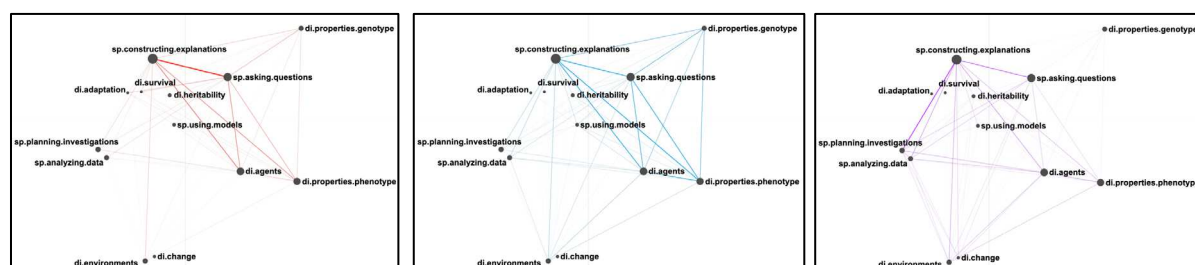 di.properties.genotype
sp.constructing.explanations
sp.asking.questions
di.survival
di.adaptation
di.heritability
sp.using.models
sp.planning.investigations
sp.analyzing.data
di.agents
di.properties.phenotype
di.change
di.environments
di.properties.genotype
sp.constructing.explanations
sp.asking.questions
di.survival
di.adaptation
di.heritability
sp.using.models
sp.planning.investigations
sp.analyzing.data
di.agents
di.properties.phenotype
di.change
di.environments
di.properties.genotype
sp.constructing.explanations
sp.asking.questions
di.survival
di.adaptation
di.heritability
sp.using.models
sp.planning.investigations
sp.analyzing.data
di.agents
di.properties.phenotype
di.change
di.environments